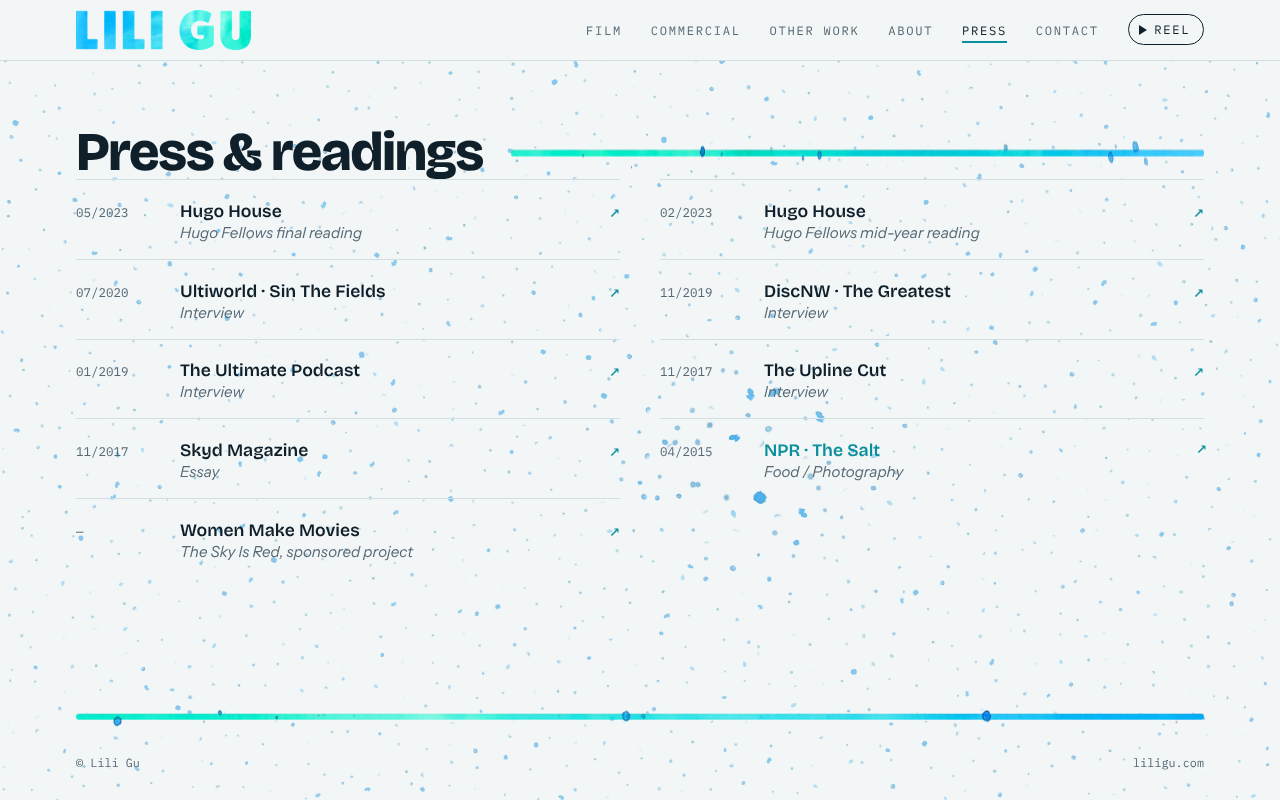 LILI GU
FILM COMMERCIAL OTHER WORK ABOUT PRESS CONTACT ▶ REEL
Press & readings
05/2023 Hugo House ↗
Hugo Fellows final reading
02/2023 Hugo House ↗
Hugo Fellows mid-year reading
07/2020 Ultiworld · Sin The Fields ↗
Interview
11/2019 DiscNW · The Greatest ↗
Interview
01/2019 The Ultimate Podcast ↗
Interview
11/2017 The Upline Cut ↗
Interview
11/2017 Skyd Magazine ↗
Essay
04/2015 NPR · The Salt ↗
Food / Photography
— Women Make Movies ↗
The Sky Is Red, sponsored project
© Lili Gu
liligu.com